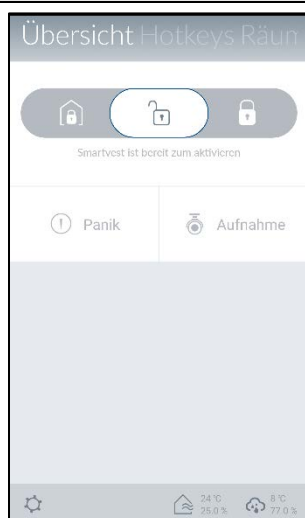 Übersicht Hotkeys Räum
Smartvest ist bereit zum aktivieren
Panik Aufnahme
24 °C 8 °C
25.0 % 77.0 %